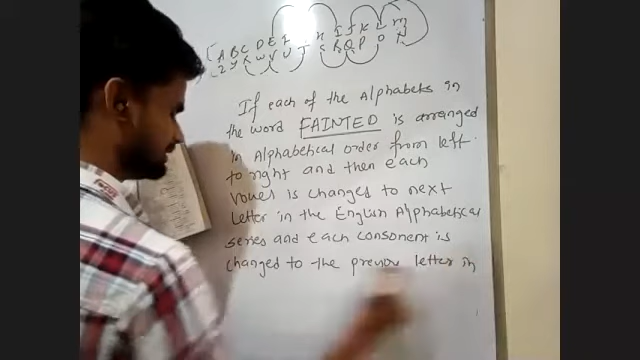 A B C D E F H I J K L M
Z Y X W V U T S R Q P O N
If each of the Alphabets in
the word FAINTED is arranged
in Alphabetical order from left
to right and then each
vowel is changed to next
letter in the English Alphabetical
series and each consonent is
changed to the letter in